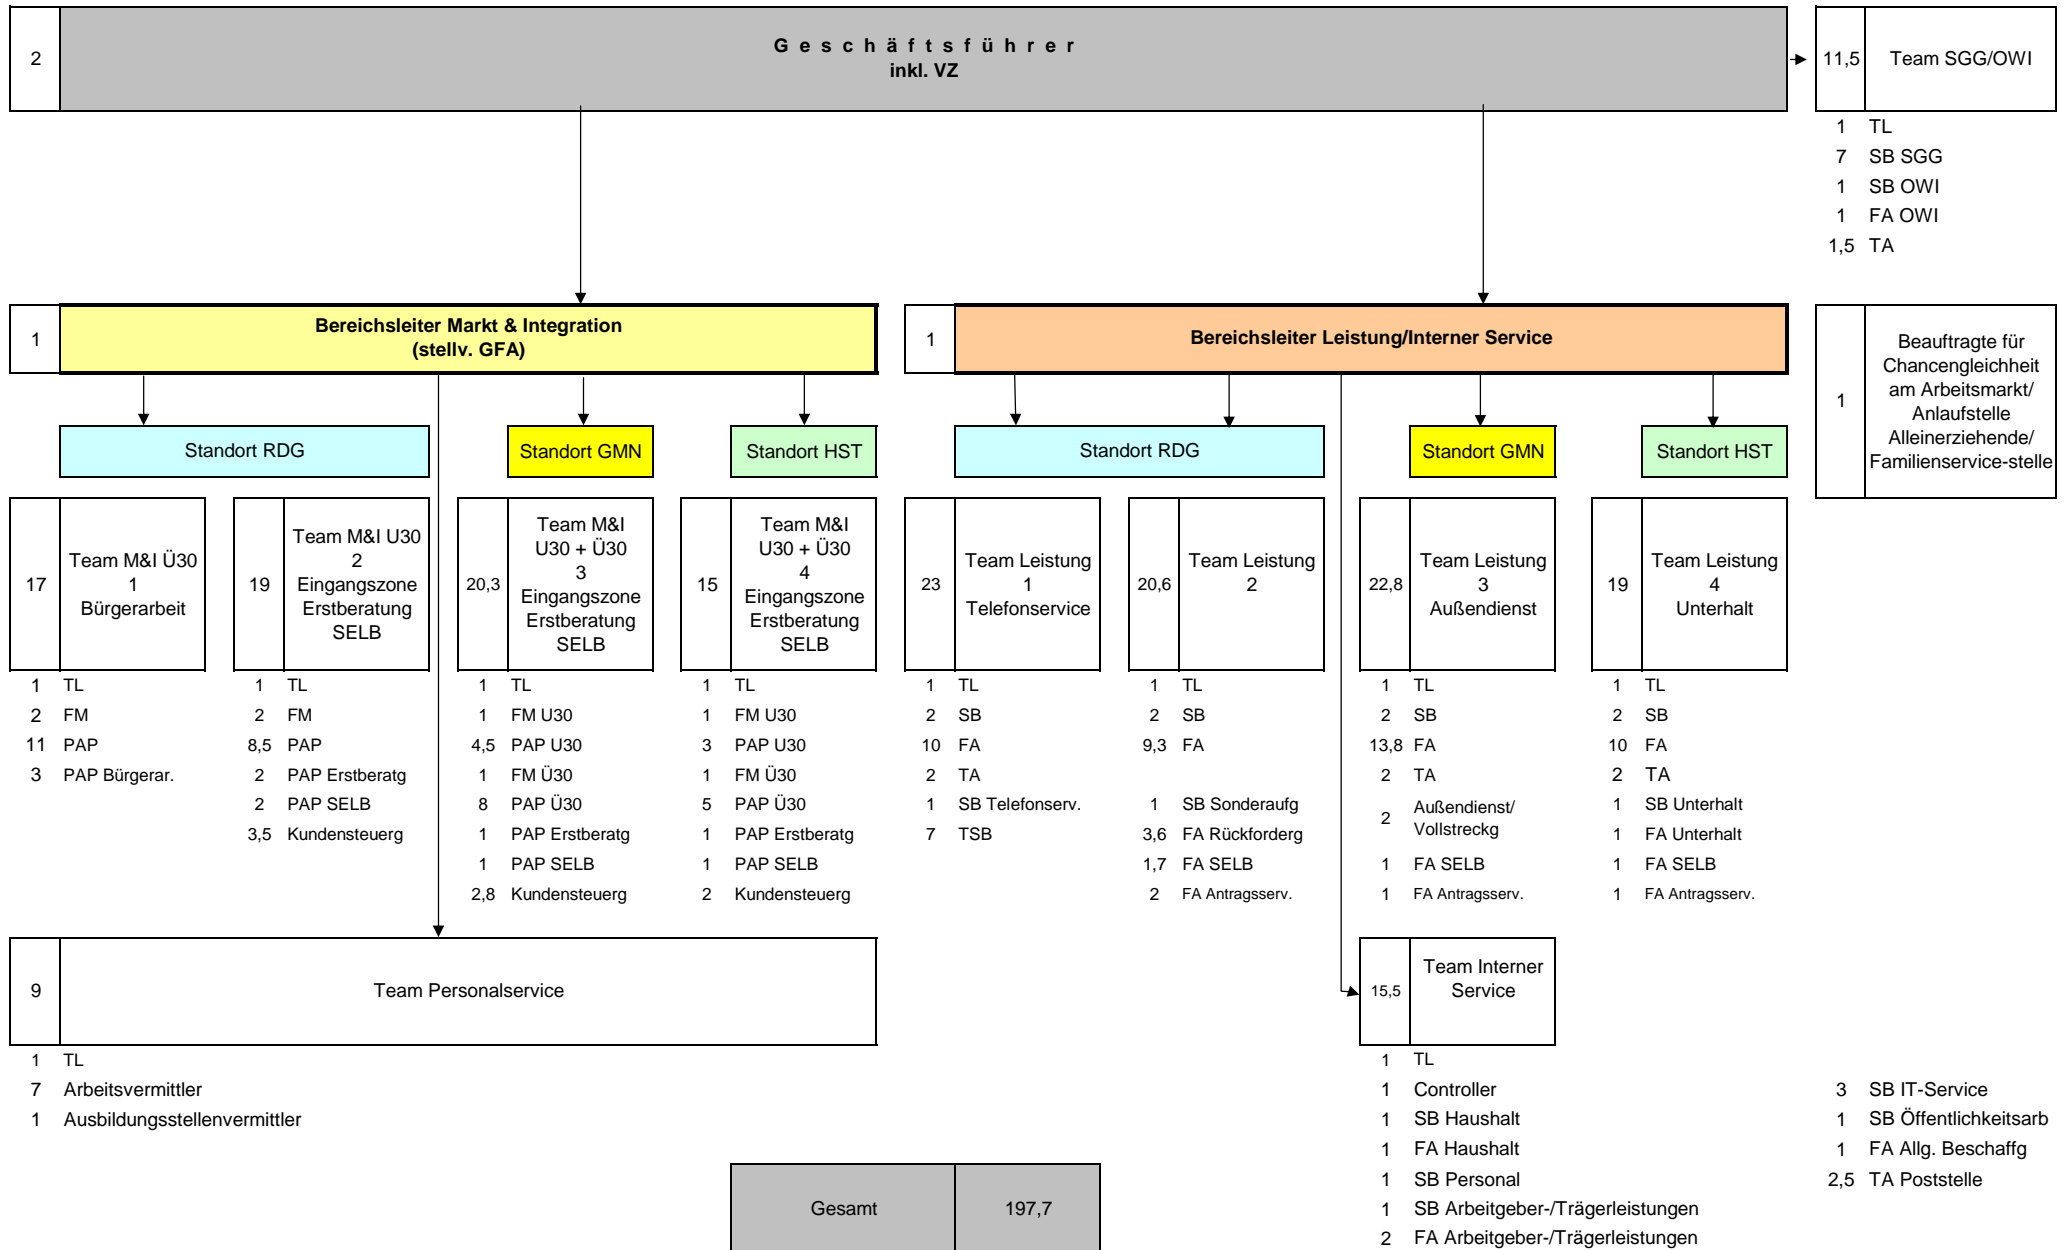 2
G e s c h ä f t s f ü h r e r
inkl. VZ
11,5
Team SGG/OWI
1 TL
7 SB SGG
1 SB OWI
1 FA OWI
1,5 TA
1
Bereichsleiter Markt & Integration
(stellv. GFA)
1
Bereichsleiter Leistung/Interner Service
1
Beauftragte für
Chancengleichheit
am Arbeitsmarkt/
Anlaufstelle
Alleinerziehende/
Familienservice-stelle
Standort RDG
Standort GMN
Standort HST
Standort RDG
Standort GMN
Standort HST
17
Team M&I Ü30
1
Bürgerarbeit
1 TL
2 FM
11 PAP
3 PAP Bürgerar.
19
Team M&I U30
2
Eingangszone
Erstberatung
SELB
1 TL
2 FM
8,5 PAP
2 PAP Erstberatg
2 PAP SELB
3,5 Kundensteuerg
20,3
Team M&I
U30 + Ü30
3
Eingangszone
Erstberatung
SELB
1 TL
1 FM U30
4,5 PAP U30
1 FM Ü30
8 PAP Ü30
1 PAP Erstberatg
1 PAP SELB
2,8 Kundensteuerg
15
Team M&I
U30 + Ü30
4
Eingangszone
Erstberatung
SELB
1 TL
1 FM U30
3 PAP U30
1 FM Ü30
5 PAP Ü30
1 PAP Erstberatg
1 PAP SELB
2 Kundensteuerg
23
Team Leistung
1
Telefonservice
1 TL
2 SB
10 FA
2 TA
1 SB Telefonserv.
7 TSB
20,6
Team Leistung
2
1 TL
2 SB
9,3 FA
1 SB Sonderaufg
3,6 FA Rückforderg
1,7 FA SELB
2 FA Antragsserv.
22,8
Team Leistung
3
Außendienst
1 TL
2 SB
13,8 FA
2 TA
2 Außendienst/
Vollstreckg
1 FA SELB
1 FA Antragsserv.
19
Team Leistung
4
Unterhalt
1 TL
2 SB
10 FA
2 TA
1 SB Unterhalt
1 FA Unterhalt
1 FA SELB
1 FA Antragsserv.
9
Team Personalservice
1 TL
7 Arbeitsvermittler
1 Ausbildungsstellenvermittler
15,5
Team Interner
Service
1 TL
1 Controller
1 SB Haushalt
1 FA Haushalt
1 SB Personal
1 SB Arbeitgeber-/Trägerleistungen
2 FA Arbeitgeber-/Trägerleistungen
3 SB IT-Service
1 SB Öffentlichkeitsarb
1 FA Allg. Beschaffg
2,5 TA Poststelle
Gesamt
197,7